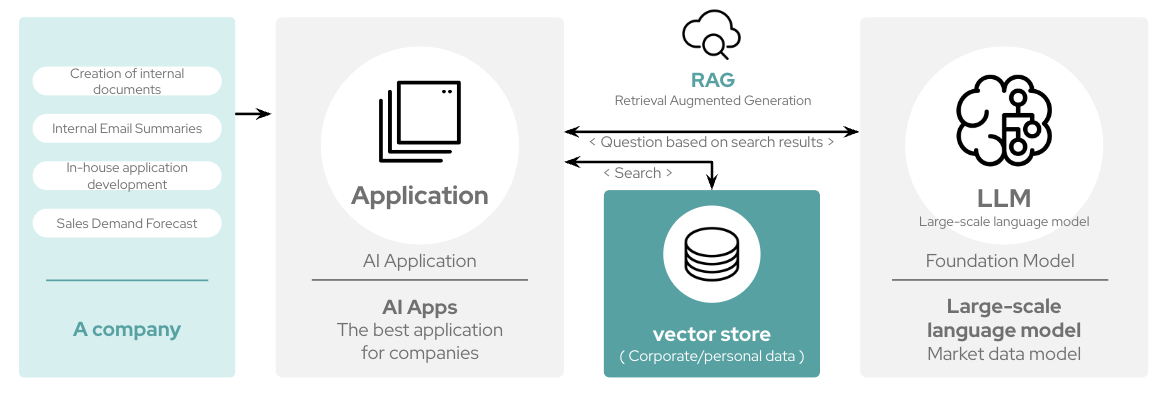 Creation of internal
documents
Internal Email Summaries
In-house application
development
Sales Demand Forecast
A company
Application
AI Application
AI Apps
The best application
for companies
RAG
Retrieval Augmented Generation
< Question based on search results >
< Search >
vector store
( Corporate/personal data )
LLM
Large-scale language model
Foundation Model
Large-scale
language model
Market data model